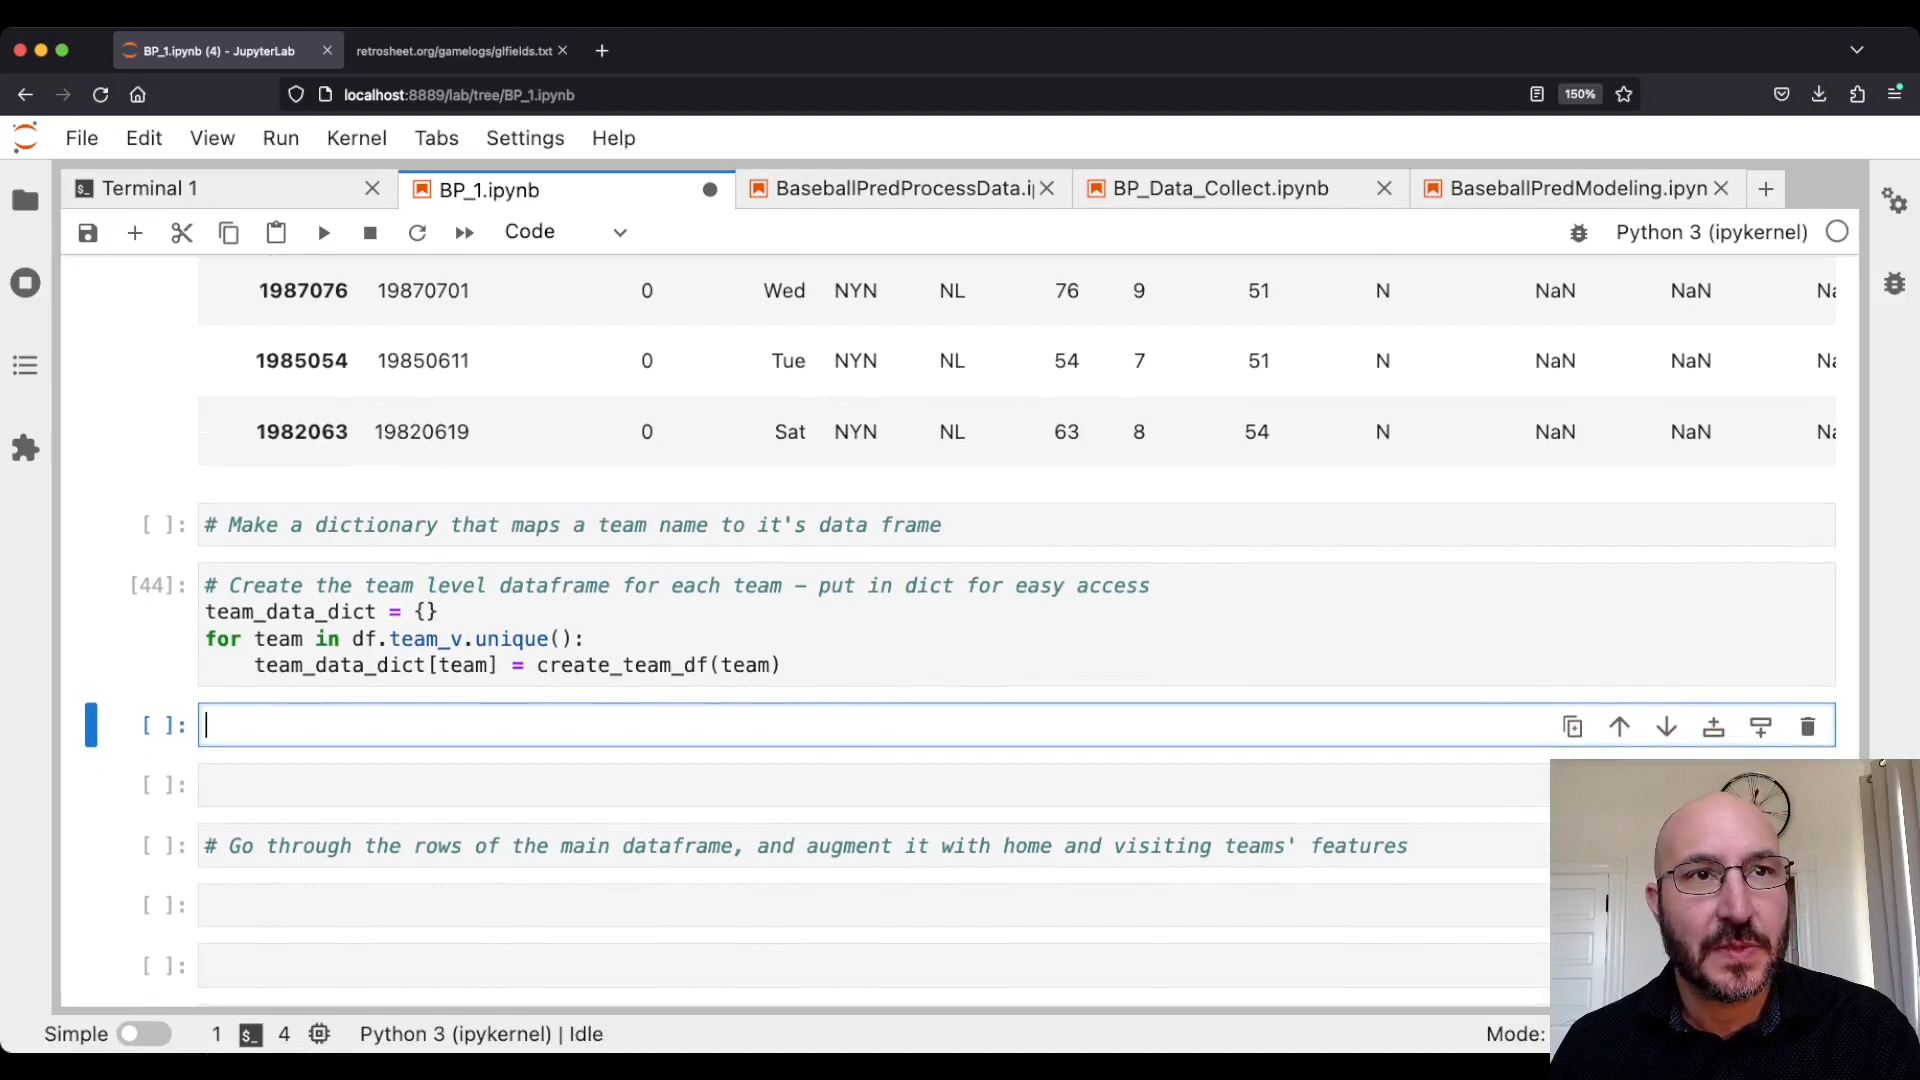 BP_1.ipynb (4) - JupyterLab
retrosheet.org/gamelogs/glfields.txt
localhost:8889/lab/tree/BP_1.ipynb
150%
File Edit View Run Kernel Tabs Settings Help
Terminal 1
BP_1.ipynb
BaseballPredProcessData.i
BP_Data_Collect.ipynb
BaseballPredModeling.ipyn
Code
Python 3 (ipykernel)
1987076 19870701 0 Wed NYN NL 76 9 51 N NaN NaN Na
1985054 19850611 0 Tue NYN NL 54 7 51 N NaN NaN Na
1982063 19820619 0 Sat NYN NL 63 8 54 N NaN NaN Na
[ ]: # Make a dictionary that maps a team name to it's data frame
[44]: # Create the team level dataframe for each team – put in dict for easy access
team_data_dict = {}
for team in df.team_v.unique():
team_data_dict[team] = create_team_df(team)
[ ]:
[ ]:
[ ]: # Go through the rows of the main dataframe, and augment it with home and visiting teams' features
[ ]:
[ ]:
Simple 1 $_ 4 Python 3 (ipykernel) | Idle Mode: